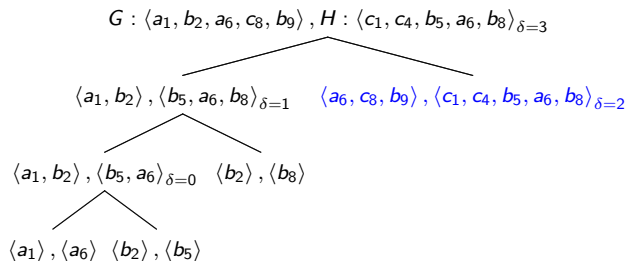 G : ⟨a₁, b₂, a₆, c₈, b₉⟩ , H : ⟨c₁, c₄, b₅, a₆, b₈⟩δ=3
⟨a₁, b₂⟩ , ⟨b₅, a₆, b₈⟩δ=1 ⟨a₆, c₈, b₉⟩ , ⟨c₁, c₄, b₅, a₆, b₈⟩δ=2
⟨a₁, b₂⟩ , ⟨b₅, a₆⟩δ=0 ⟨b₂⟩ , ⟨b₈⟩
⟨a₁⟩ , ⟨a₆⟩ ⟨b₂⟩ , ⟨b₅⟩